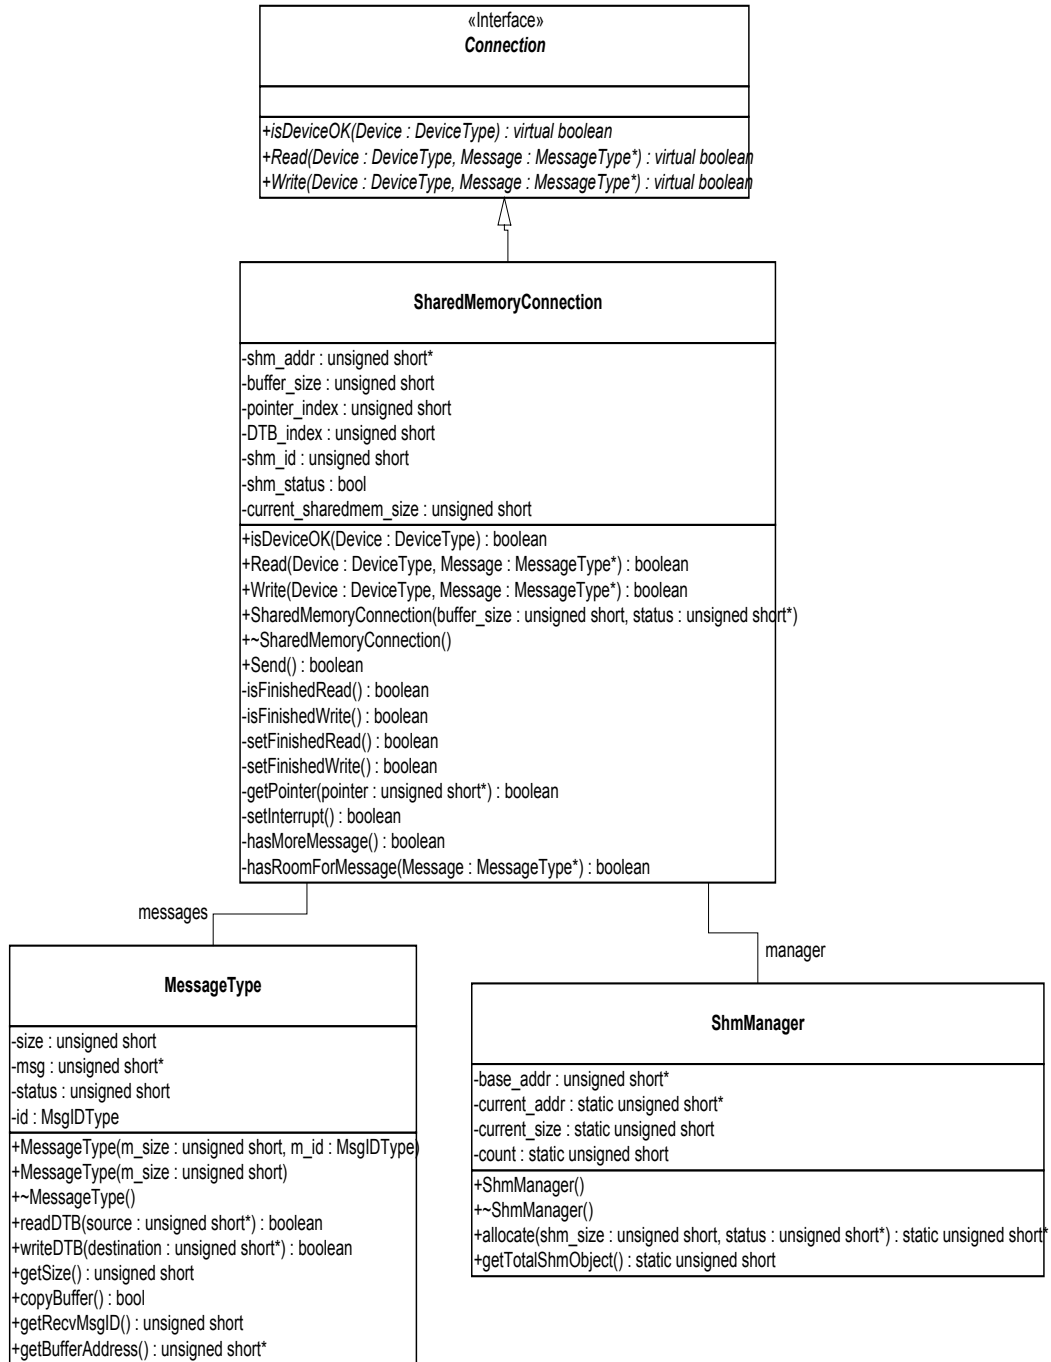 «Interface»
Connection
+isDeviceOK(Device : DeviceType) : virtual boolean
+Read(Device : DeviceType, Message : MessageType*) : virtual boolean
+Write(Device : DeviceType, Message : MessageType*) : virtual boolean
SharedMemoryConnection
-shm_addr : unsigned short*
-buffer_size : unsigned short
-pointer_index : unsigned short
-DTB_index : unsigned short
-shm_id : unsigned short
-shm_status : bool
-current_sharedmem_size : unsigned short
+isDeviceOK(Device : DeviceType) : boolean
+Read(Device : DeviceType, Message : MessageType*) : boolean
+Write(Device : DeviceType, Message : MessageType*) : boolean
+SharedMemoryConnection(buffer_size : unsigned short, status : unsigned short*)
+~SharedMemoryConnection()
+Send() : boolean
-isFinishedRead() : boolean
-isFinishedWrite() : boolean
-setFinishedRead() : boolean
-setFinishedWrite() : boolean
-getPointer(pointer : unsigned short*) : boolean
-setInterrupt() : boolean
-hasMoreMessage() : boolean
-hasRoomForMessage(Message : MessageType*) : boolean
messages
manager
MessageType
-size : unsigned short
-msg : unsigned short*
-status : unsigned short
-id : MsgIDType
+MessageType(m_size : unsigned short, m_id : MsgIDType)
+MessageType(m_size : unsigned short)
+~MessageType()
+readDTB(source : unsigned short*) : boolean
+writeDTB(destination : unsigned short*) : boolean
+getSize() : unsigned short
+copyBuffer() : bool
+getRecvMsgID() : unsigned short
+getBufferAddress() : unsigned short*
ShmManager
-base_addr : unsigned short*
-current_addr : static unsigned short*
-current_size : static unsigned short
-count : static unsigned short
+ShmManager()
+~ShmManager()
+allocate(shm_size : unsigned short, status : unsigned short*) : static unsigned short*
+getTotalShmObject() : static unsigned short